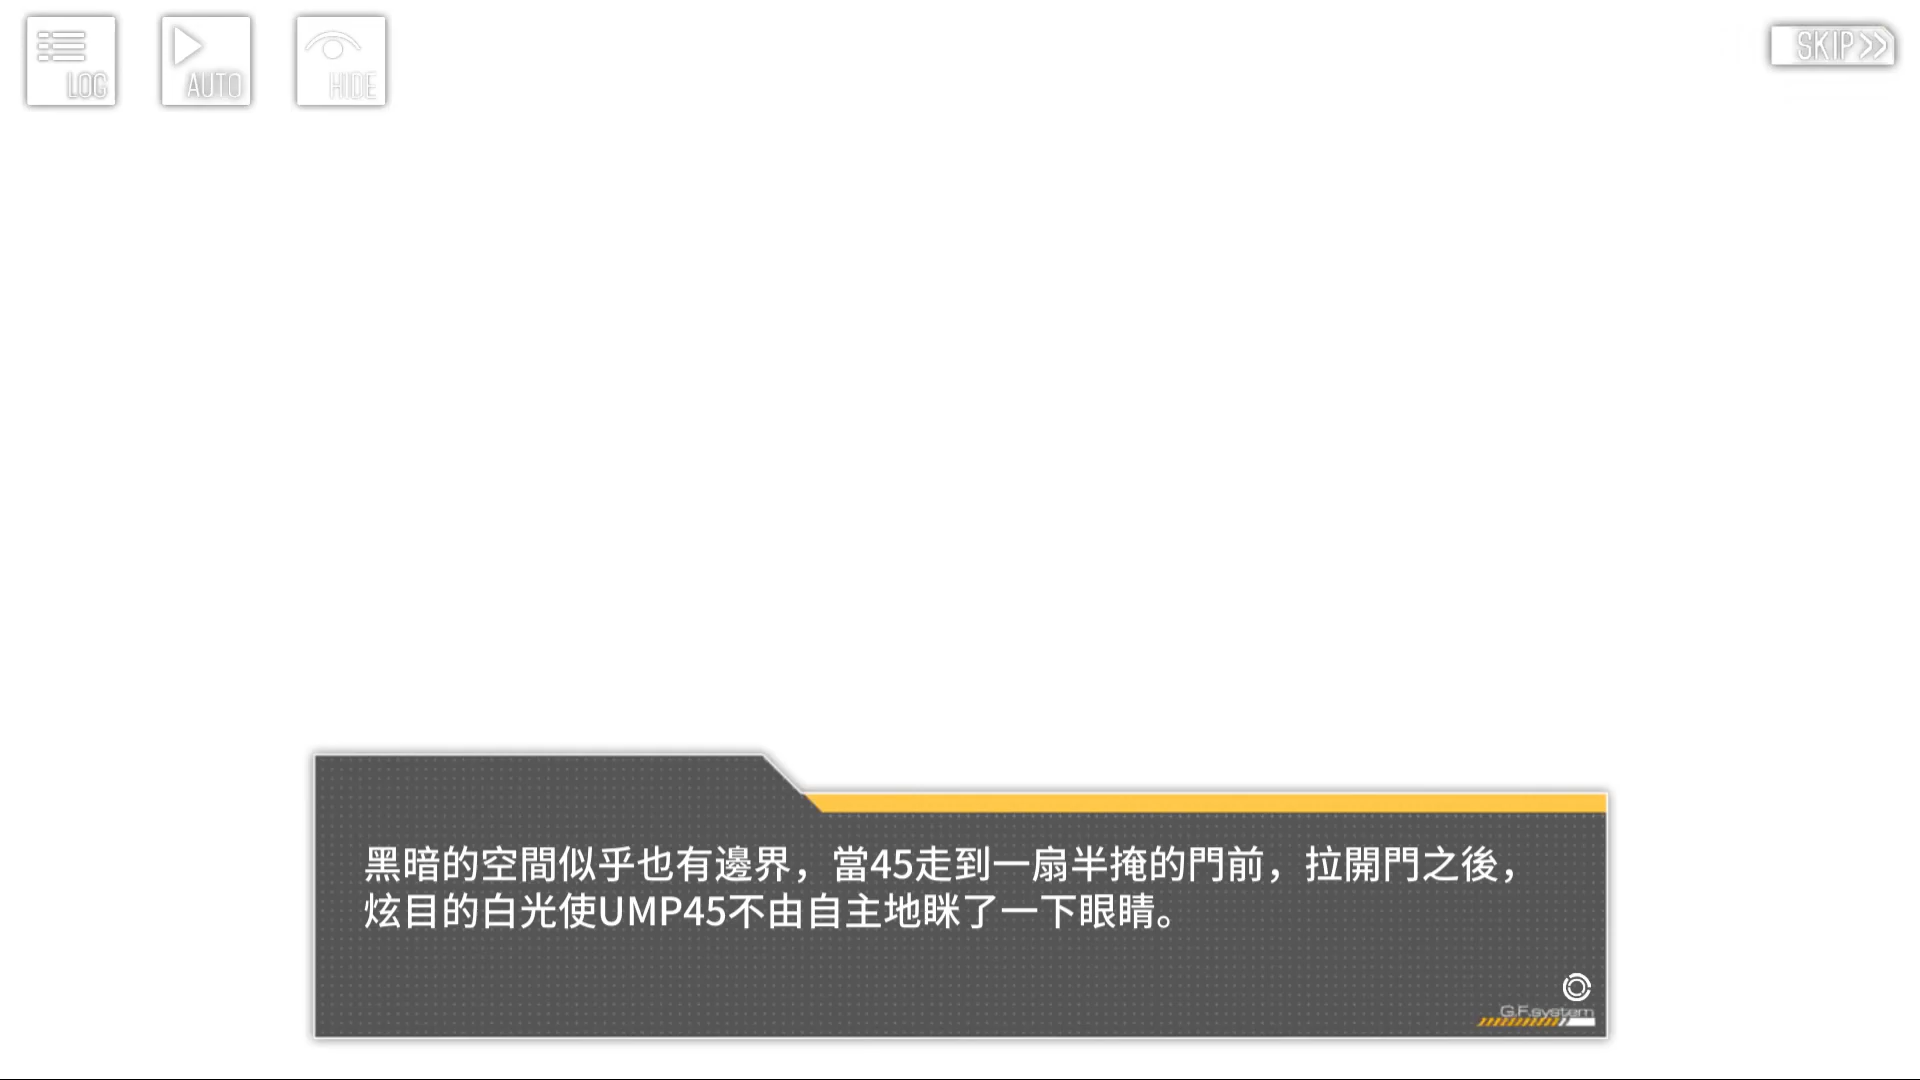 LOG
AUTO
HIDE
SKIP
黑暗的空間似乎也有邊界，當45走到一扇半掩的門前，拉開門之後，
炫目的白光使UMP45不由自主地眯了一下眼睛。
G.F.system